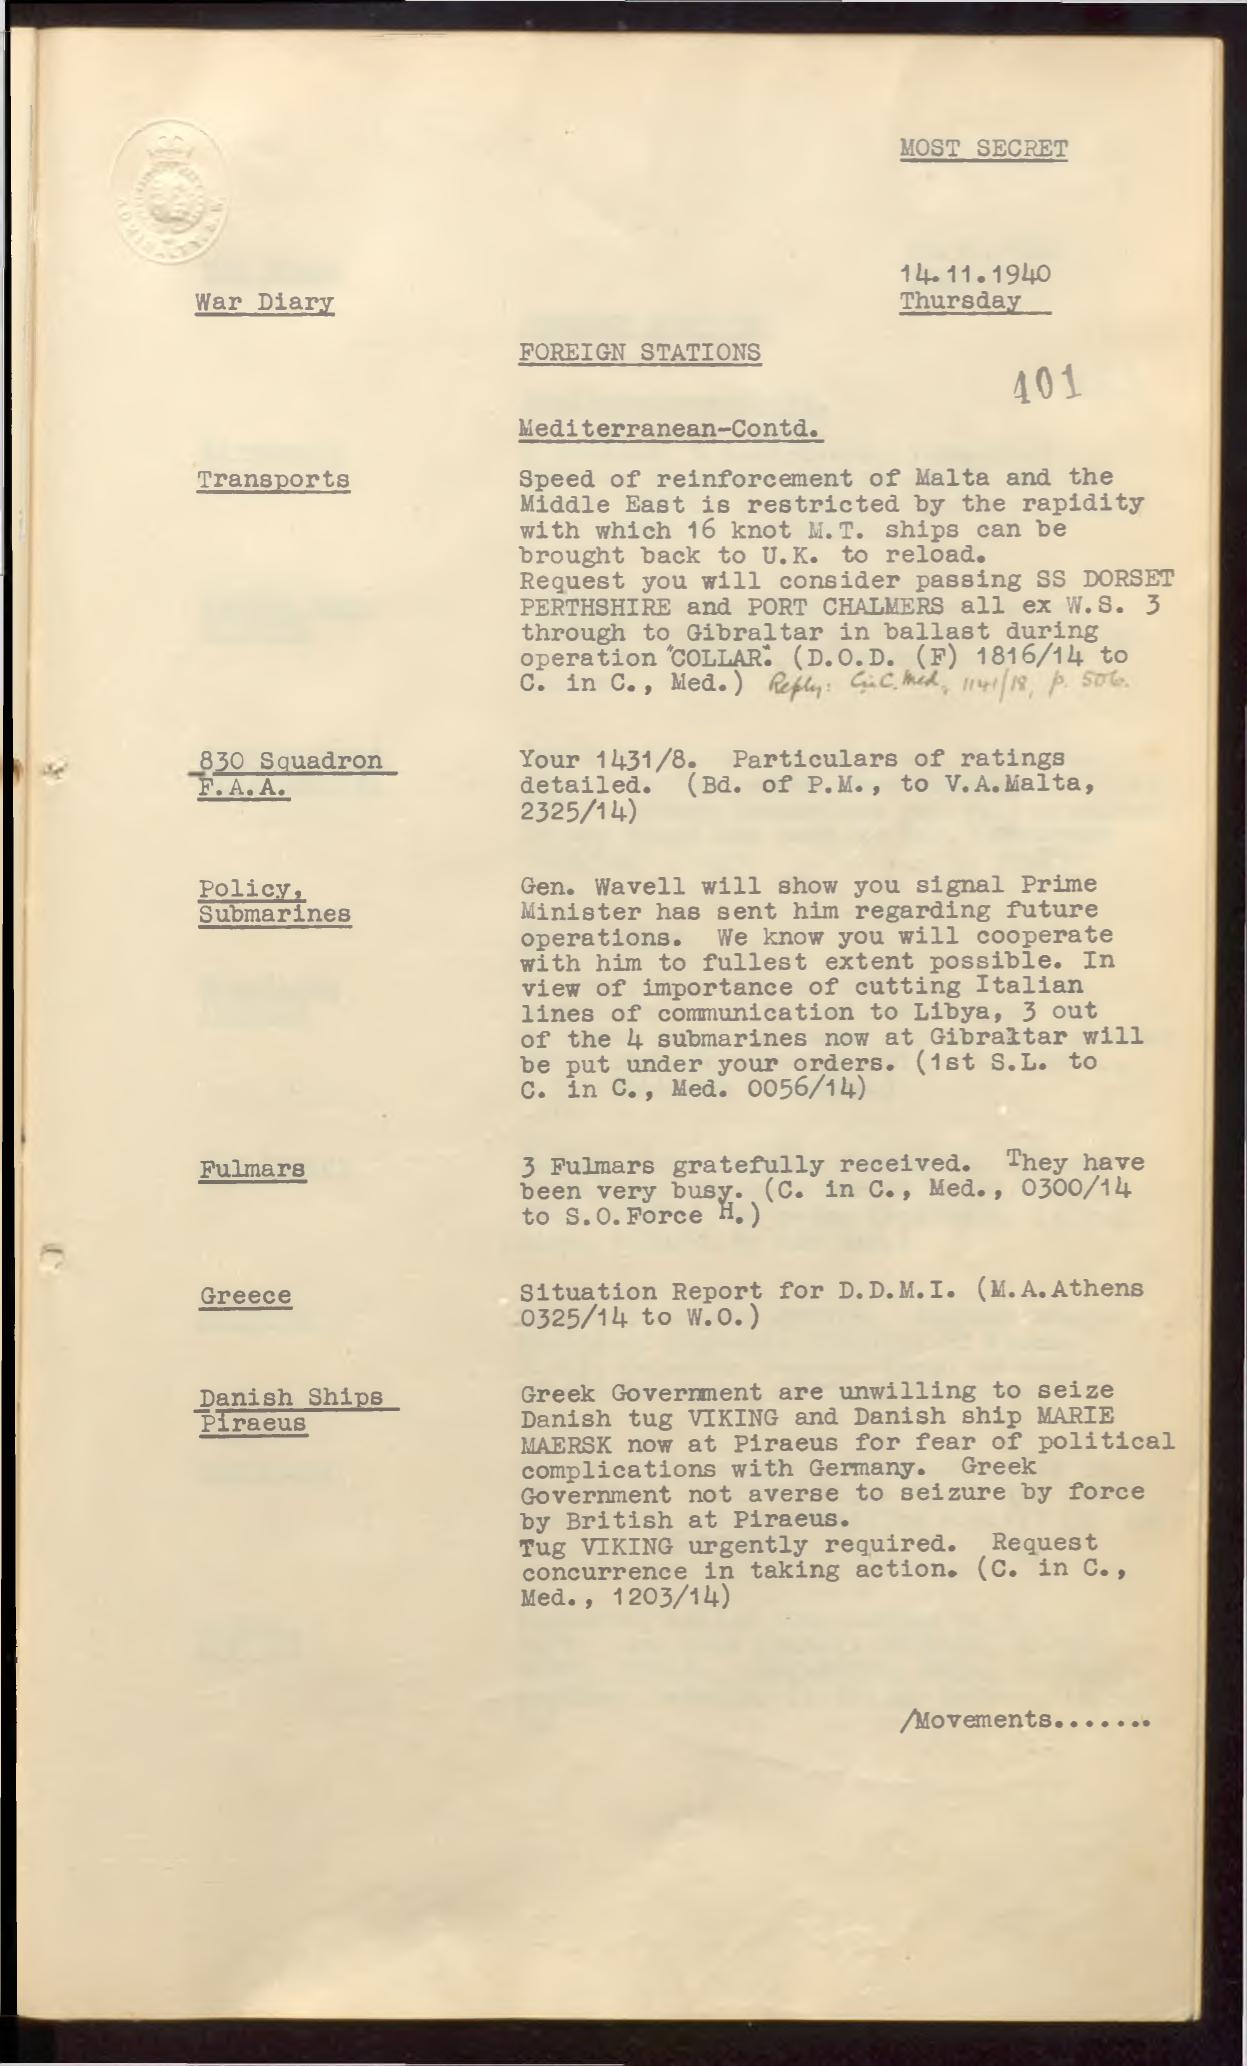 MOST SECRET
14.11.1940
War Diary
Thursday
FOREIGN STATIONS
401
Mediterranean-Contd.
Transports
Speed of reinforcement of Malta and the
Middle East is restricted by the rapidity
with which 16 knot M.T. ships can be
brought back to U.K. to reload.
Request you will consider passing SS DORSET
PERTHSHIRE and PORT CHALMERS all ex W.S. 3
through to Gibraltar in ballast during
operation "COLLAR". (D.O.D. (F) 1816/14 to
C. in C., Med.) Reply: C in C. Med, 1141/18, p. 506.
830 Squadron
F.A.A.
Your 1431/8. Particulars of ratings
detailed. (Bd. of P.M., to V.A.Malta,
2325/14)
Policy,
Submarines
Gen. Wavell will show you signal Prime
Minister has sent him regarding future
operations. We know you will cooperate
with him to fullest extent possible. In
view of importance of cutting Italian
lines of communication to Libya, 3 out
of the 4 submarines now at Gibraltar will
be put under your orders. (1st S.L. to
C. in C., Med. 0056/14)
Fulmars
3 Fulmars gratefully received. They have
been very busy. (C. in C., Med., 0300/14
to S.O.Force H.)
Greece
Situation Report for D.D.M.I. (M.A.Athens
0325/14 to W.O.)
Danish Ships
Piraeus
Greek Government are unwilling to seize
Danish tug VIKING and Danish ship MARIE
MAERSK now at Piraeus for fear of political
complications with Germany. Greek
Government not averse to seizure by force
by British at Piraeus.
Tug VIKING urgently required. Request
concurrence in taking action. (C. in C.,
Med., 1203/14)
/Movements.......